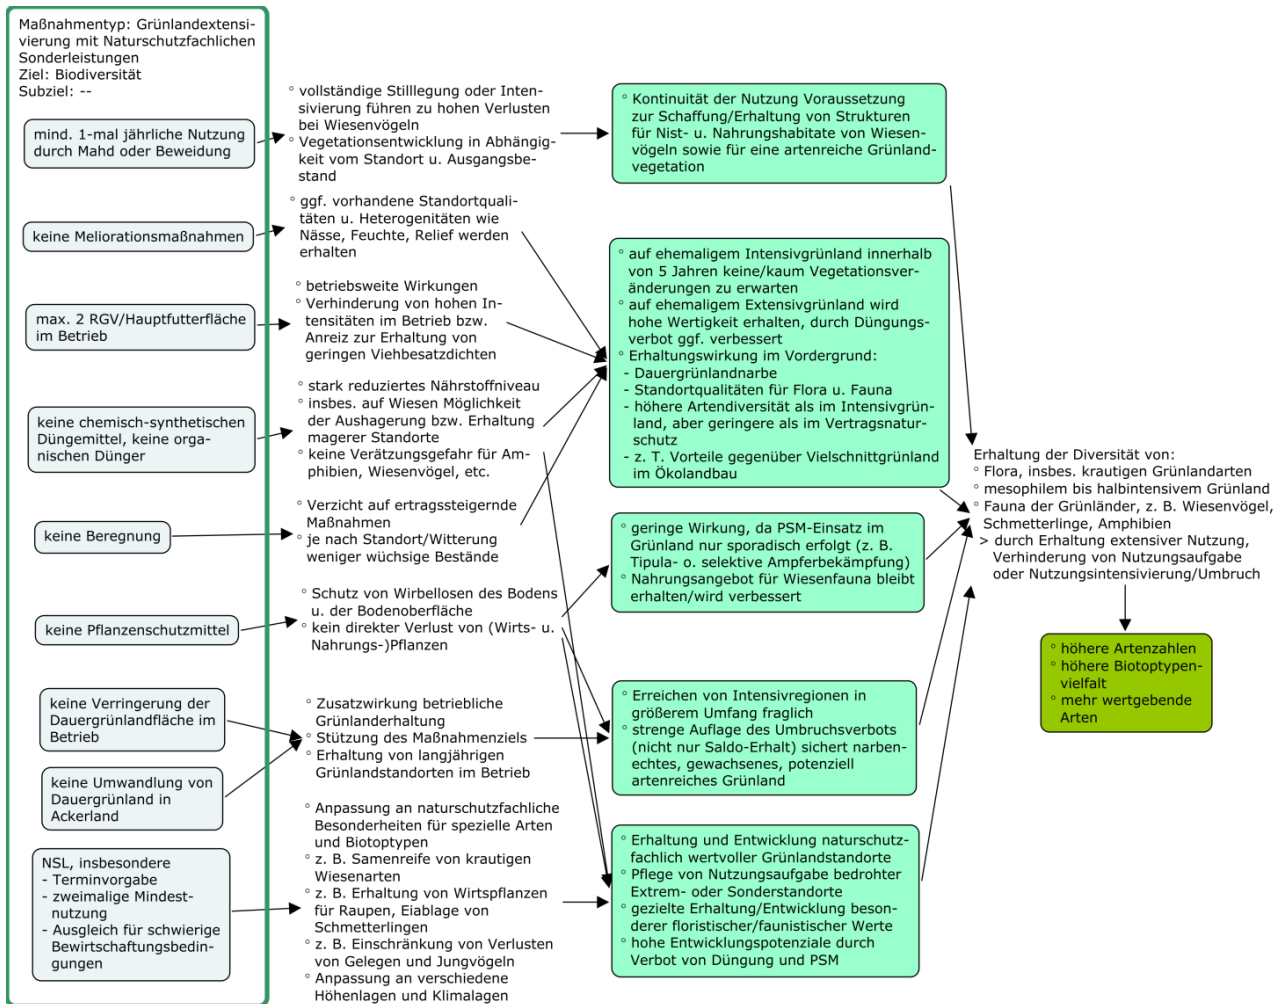 Maßnahmentyp: Grünlandextensi-
vierung mit Naturschutzfachlichen
Sonderleistungen
Ziel: Biodiversität
Subziel: --
mind. 1-mal jährliche Nutzung
durch Mahd oder Beweidung
keine Meliorationsmaßnahmen
max. 2 RGV/Hauptfutterfläche
im Betrieb
keine chemisch-synthetischen
Düngemittel, keine orga-
nischen Dünger
keine Beregnung
keine Pflanzenschutzmittel
keine Verringerung der
Dauergrünlandfläche im
Betrieb
keine Umwandlung von
Dauergrünland in
Ackerland
NSL, insbesondere
- Terminvorgabe
- zweimalige Mindest-
nutzung
- Ausgleich für schwierige
Bewirtschaftungsbedin-
gungen
° vollständige Stilllegung oder Inten-
sivierung führen zu hohen Verlusten
bei Wiesenvögeln
° Vegetationsentwicklung in Abhängig-
keit vom Standort u. Ausgangsbe-
stand
° ggf. vorhandene Standortquali-
täten u. Heterogenitäten wie
Nässe, Feuchte, Relief werden
erhalten
° betriebsweite Wirkungen
° Verhinderung von hohen In-
tensitäten im Betrieb bzw.
Anreiz zur Erhaltung von
geringen Viehbesatzdichten
° stark reduziertes Nährstoffniveau
° insbes. auf Wiesen Möglichkeit
der Aushagerung bzw. Erhaltung
magerer Standorte
° keine Verätzungsgefahr für Am-
phibien, Wiesenvögel, etc.
° Verzicht auf ertragssteigernde
Maßnahmen
° je nach Standort/Witterung
weniger wüchsige Bestände
° Schutz von Wirbellosen des Bodens
u. der Bodenoberfläche
° kein direkter Verlust von (Wirts- u.
Nahrungs-)Pflanzen
° Zusatzwirkung betriebliche
Grünlanderhaltung
° Stützung des Maßnahmenziels
° Erhaltung von langjährigen
Grünlandstandorten im Betrieb
° Anpassung an naturschutzfachliche
Besonderheiten für spezielle Arten
und Biotoptypen
° z. B. Samenreife von krautigen
Wiesenarten
° z. B. Erhaltung von Wirtspflanzen
für Raupen, Eiablage von
Schmetterlingen
° z. B. Einschränkung von Verlusten
von Gelegen und Jungvögeln
° Anpassung an verschiedene
Höhenlagen und Klimalagen
° Kontinuität der Nutzung Voraussetzung
zur Schaffung/Erhaltung von Strukturen
für Nist- u. Nahrungshabitate von Wiesen-
vögeln sowie für eine artenreiche Grünland-
vegetation
° auf ehemaligem Intensivgrünland innerhalb
von 5 Jahren keine/kaum Vegetationsver-
änderungen zu erwarten
° auf ehemaligem Extensivgrünland wird
hohe Wertigkeit erhalten, durch Düngungs-
verbot ggf. verbessert
° Erhaltungswirkung im Vordergrund:
- Dauergrünlandnarbe
- Standortqualitäten für Flora u. Fauna
- höhere Artendiversität als im Intensivgrün-
land, aber geringere als im Vertragsnatur-
schutz
- z. T. Vorteile gegenüber Vielschnittgrünland
im Ökolandbau
° geringe Wirkung, da PSM-Einsatz im
Grünland nur sporadisch erfolgt (z. B.
Tipula- o. selektive Ampferbekämpfung)
° Nahrungsangebot für Wiesenfauna bleibt
erhalten/wird verbessert
° Erreichen von Intensivregionen in
größerem Umfang fraglich
° strenge Auflage des Umbruchsverbots
(nicht nur Saldo-Erhalt) sichert narben-
echtes, gewachsenes, potenziell
artenreiches Grünland
° Erhaltung und Entwicklung naturschutz-
fachlich wertvoller Grünlandstandorte
° Pflege von Nutzungsaufgabe bedrohter
Extrem- oder Sonderstandorte
° gezielte Erhaltung/Entwicklung beson-
derer floristischer/faunistischer Werte
° hohe Entwicklungspotenziale durch
Verbot von Düngung und PSM
Erhaltung der Diversität von:
° Flora, insbes. krautigen Grünlandarten
° mesophilem bis halbintensivem Grünland
° Fauna der Grünländer, z. B. Wiesenvögel,
Schmetterlinge, Amphibien
> durch Erhaltung extensiver Nutzung,
Verhinderung von Nutzungsaufgabe
oder Nutzungsintensivierung/Umbruch
° höhere Artenzahlen
° höhere Biotoptypen-
vielfalt
° mehr wertgebende
Arten